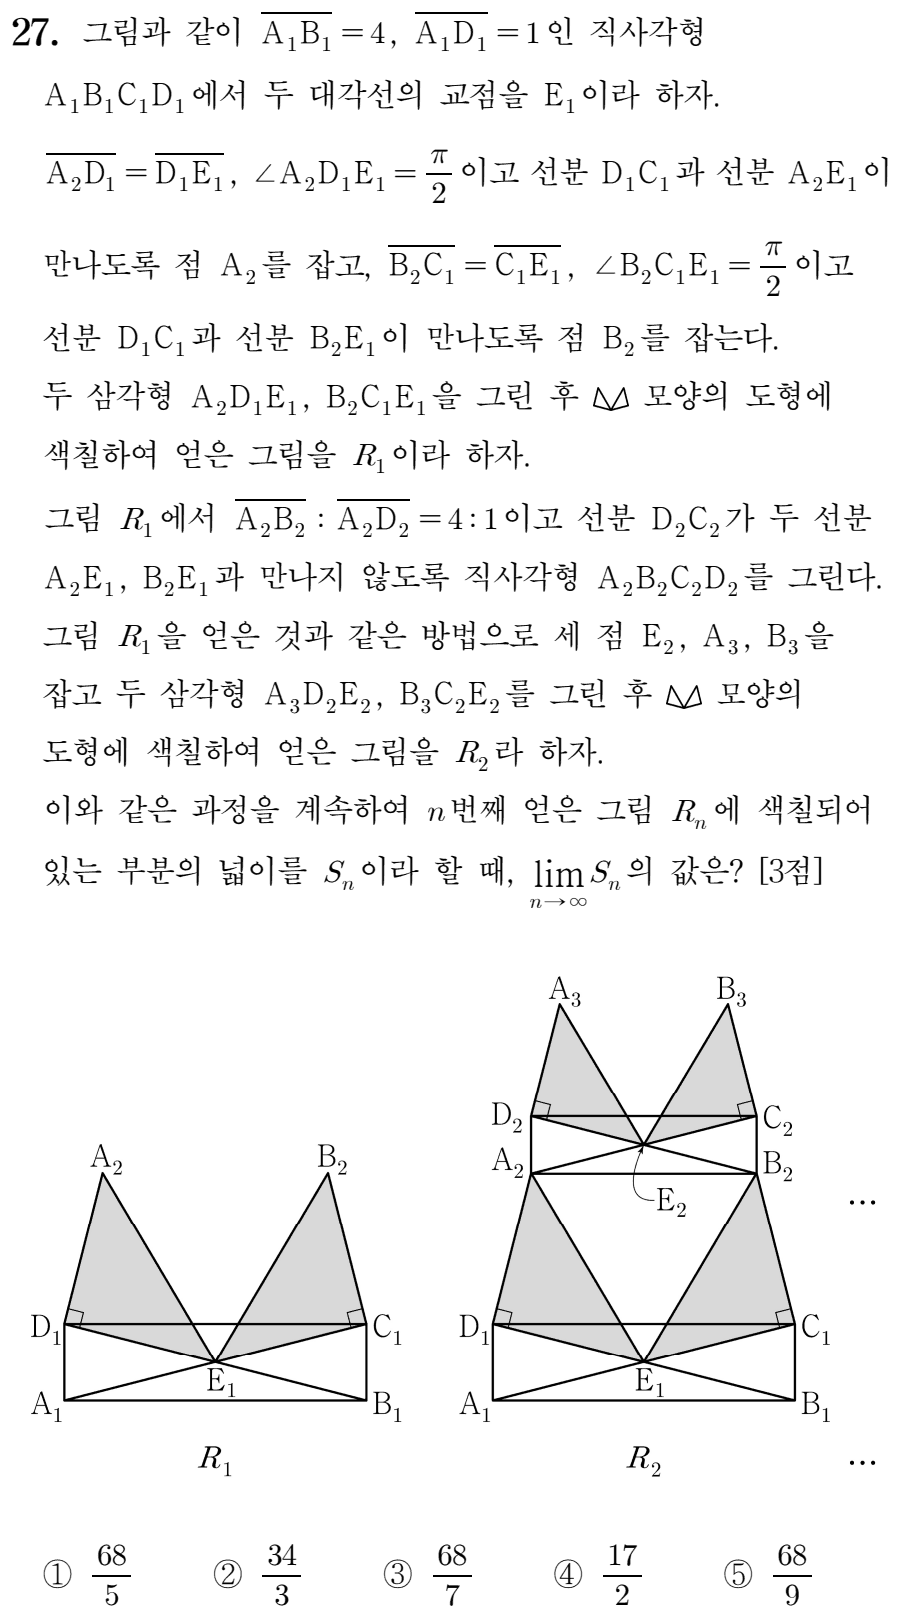 27. 그림과 같이 A₁B₁ = 4, A₁D₁ = 1인 직사각형
A₁B₁C₁D₁에서 두 대각선의 교점을 E₁이라 하자.
A₂D₁ = D₁E₁, ∠A₂D₁E₁ = π/2 이고 선분 D₁C₁과 선분 A₂E₁이
만나도록 점 A₂를 잡고, B₂C₁ = C₁E₁, ∠B₂C₁E₁ = π/2 이고
선분 D₁C₁과 선분 B₂E₁이 만나도록 점 B₂를 잡는다.
두 삼각형 A₂D₁E₁, B₂C₁E₁을 그린 후 모양의 도형에
색칠하여 얻은 그림을 R₁이라 하자.
그림 R₁에서 A₂B₂ : A₂D₂ = 4 : 1이고 선분 D₂C₂가 두 선분
A₂E₁, B₂E₁과 만나지 않도록 직사각형 A₂B₂C₂D₂를 그린다.
그림 R₁을 얻은 것과 같은 방법으로 세 점 E₂, A₃, B₃을
잡고 두 삼각형 A₃D₂E₂, B₃C₂E₂를 그린 후 모양의
도형에 색칠하여 얻은 그림을 R₂라 하자.
이와 같은 과정을 계속하여 n번째 얻은 그림 Rₙ에 색칠되어
있는 부분의 넓이를 Sₙ이라 할 때, lim Sₙ의 값은? [3점]
n→∞
A₃ B₃
D₂ C₂
A₂ B₂ A₂ B₂
E₂ ...
D₁ C₁ D₁ C₁
E₁ E₁
A₁ B₁ A₁ B₁
R₁ R₂ ...
① 68/5 ② 34/3 ③ 68/7 ④ 17/2 ⑤ 68/9